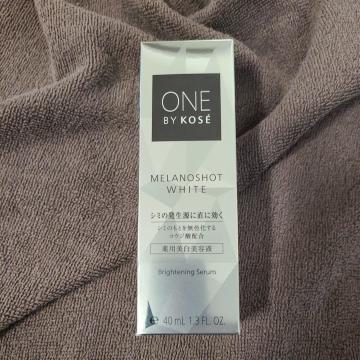 ONE
BY KOSÉ
MELANOSHOT
WHITE
シミの発生源に直に効く
シミのもとを無色化する
コウジ酸配合
薬用美白美容液
Brightening Serum
e 40 mL 1.3 FL. OZ.